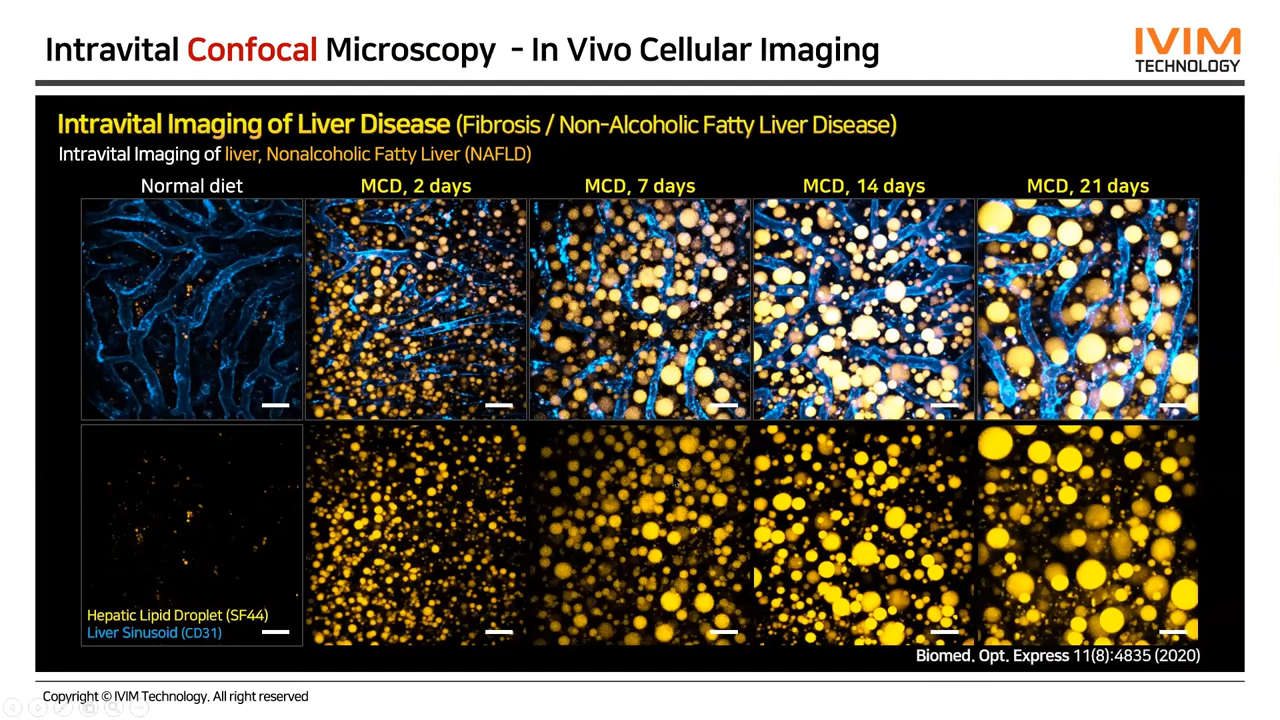 Intravital Confocal Microscopy - In Vivo Cellular Imaging
IVIM
TECHNOLOGY
Intravital Imaging of Liver Disease (Fibrosis / Non-Alcoholic Fatty Liver Disease)
Intravital Imaging of liver, Nonalcoholic Fatty Liver (NAFLD)
Normal diet
MCD, 2 days
MCD, 7 days
MCD, 14 days
MCD, 21 days
Hepatic Lipid Droplet (SF44)
Liver Sinusoid (CD31)
Biomed. Opt. Express 11(8):4835 (2020)
Copyright © IVIM Technology. All right reserved